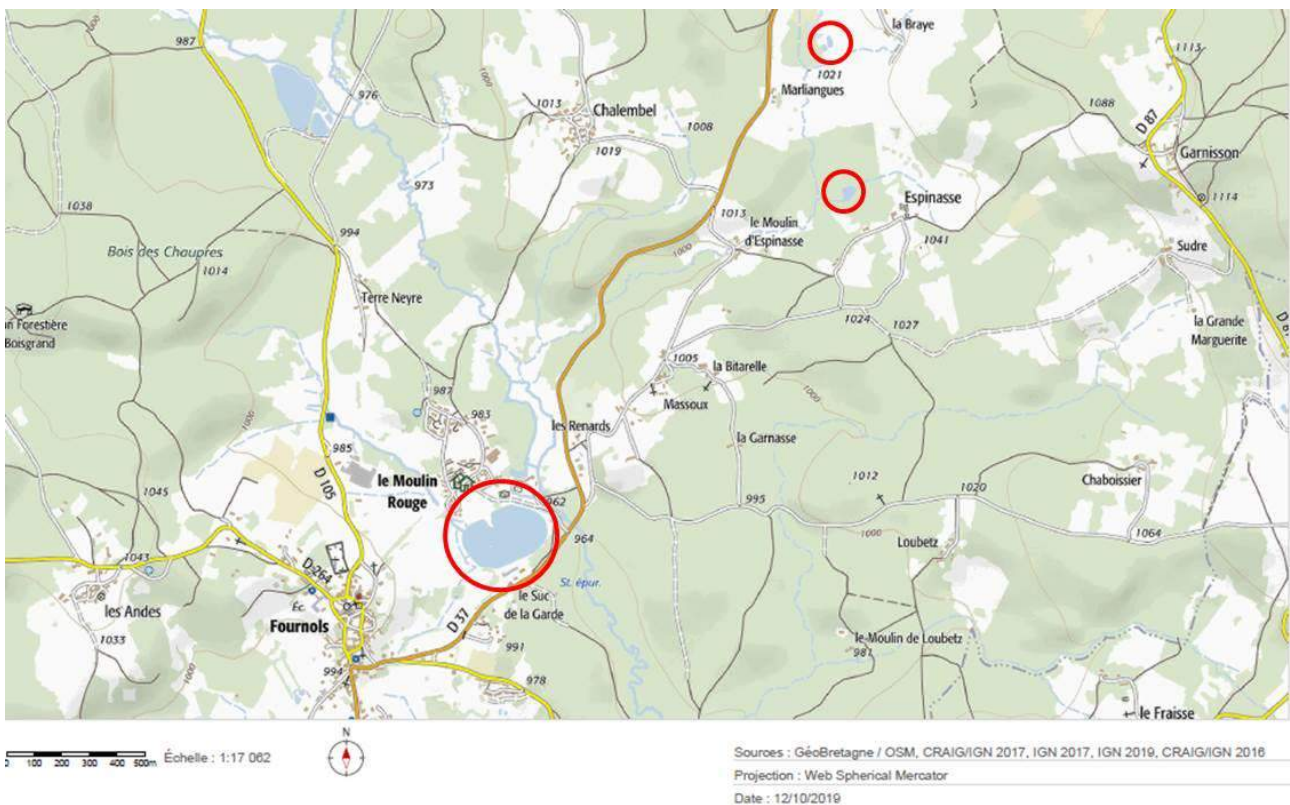 la Braye
987
1000
1113
1021
Marliangues
976
1013
Chalembel
1088
D 87
1008
1019
Garnisson
973
1114
1038
Espinasse
1013
le Moulin
d'Espinasse
994
1000
1041
Sudre
Bois des Chaupres
1014
Terre Neyre
n Forestière
Boisgrand
1024
1027
la Grande
Marguerite
1005
la Bitarelle
987
983
Massoux
1000
1000
les Renards
la Garnasse
985
le Moulin
Rouge
D 105
1012
Chaboissier
1045
962
995
1020
1000
964
Loubetz
1064
1043
D 264
St. épur.
les Andes
Éc.
le Suc
de la Garde
Fournols
D 37
1033
991
le Moulin de Loubetz
981
1000
994
978
le Fraisse
N
0 100 200 300 400 500m Échelle : 1:17 062
Sources : GéoBretagne / OSM, CRAIG/IGN 2017, IGN 2017, IGN 2019, CRAIG/IGN 2016
Projection : Web Spherical Mercator
Date : 12/10/2019